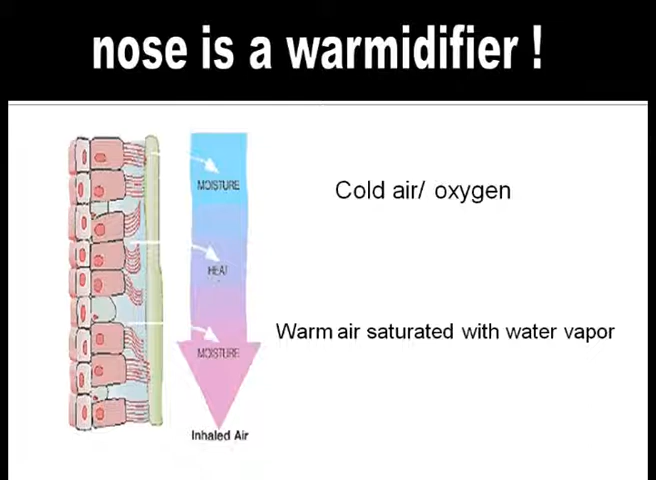 nose is a warmidifier !
MOISTURE
Cold air/ oxygen
HEAT
Warm air saturated with water vapor
MOISTURE
Inhaled Air